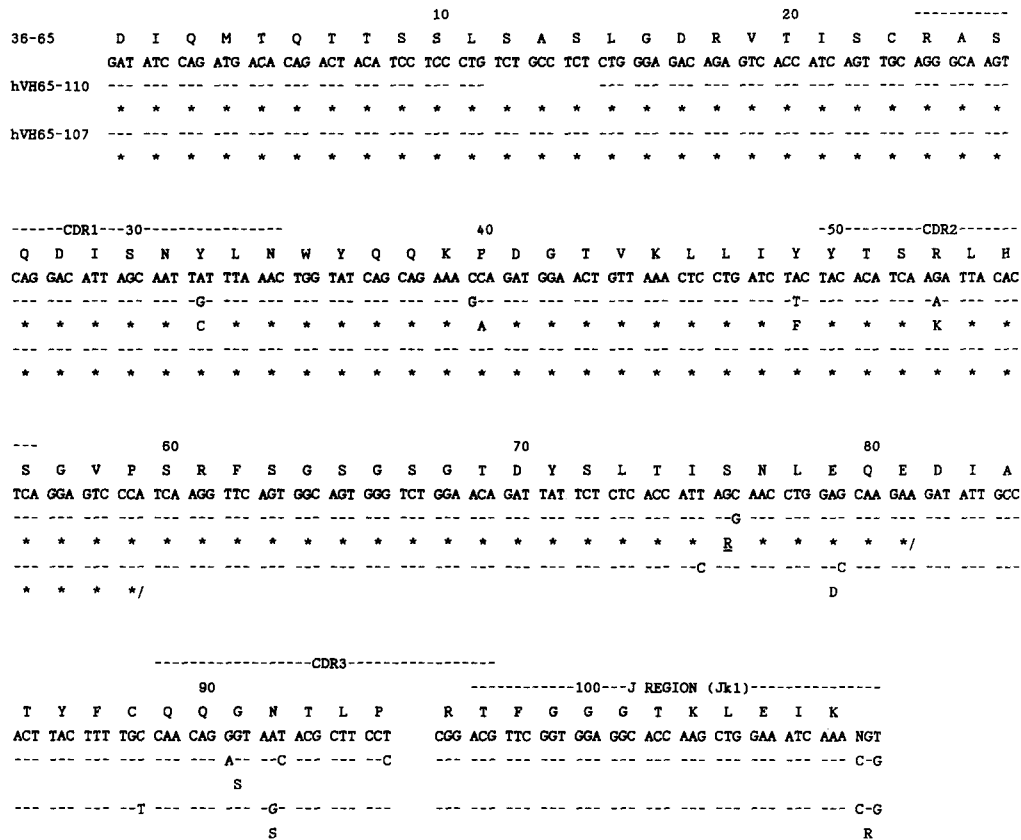 10 20 ----------
36-65 D I Q M T Q T T S S L S A S L G D R V T I S C R A S
GAT ATC CAG ATG ACA CAG ACT ACA TCC TCC CTG TCT GCC TCT CTG GGA GAC AGA GTC ACC ATC AGT TGC AGG GCA AGT
hVH65-110 --- --- --- --- --- --- --- --- --- --- --- --- --- --- --- --- --- --- --- --- --- --- ---
* * * * * * * * * * * * * * * * * * * * * * * * * *
hVH65-107 --- --- --- --- --- --- --- --- --- --- --- --- --- --- --- --- --- --- --- --- --- --- --- --- --- ---
* * * * * * * * * * * * * * * * * * * * * * * * * *
------CDR1---30-------------- 40 --50---------CDR2-------
Q D I S N Y L N W Y Q Q K P D G T V K L L I Y Y T S R L H
CAG GAC ATT AGC AAT TAT TTA AAC TGG TAT CAG CAG AAA CCA GAT GGA ACT GTT AAA CTC CTG ATC TAC TAC ACA TCA AGA TTA CAC
--- --- --- --- --- -G- --- --- --- --- --- --- --- G-- --- --- --- --- --- --- --- --- -T- --- --- --- -A- --- ---
* * * * * C * * * * * * * A * * * * * * * * F * * * K * *
--- --- --- --- --- --- --- --- --- --- --- --- --- --- --- --- --- --- --- --- --- --- --- --- --- --- --- --- ---
* * * * * * * * * * * * * * * * * * * * * * * * * * * * *
--- 60 70 80
S G V P S R F S G S G S G T D Y S L T I S N L E Q E D I A
TCA GGA GTC CCA TCA AGG TTC AGT GGC AGT GGG TCT GGA ACA GAT TAT TCT CTC ACC ATT AGC AAC CTG GAG CAA GAA GAT ATT GCC
--- --- --- --- --- --- --- --- --- --- --- --- --- --- --- --- --- --- --- --- --G --- --- --- --- --- --- --- ---
* * * * * * * * * * * * * * * * * * * * R * * * * */
--- --- --- --- --- --- --- --- --- --- --- --- --- --- --- --- --- --- --- --C --- --- --- --C --- --- --- --- ---
* * * */ D
-----------------CDR3-------------------
90 -----------100---J REGION (Jk1)--------------
T Y F C Q Q G N T L P R T F G G G T K L E I K
ACT TAC TTT TGC CAA CAG GGT AAT ACG CTT CCT CGG ACG TTC GGT GGA GGC ACC AAG CTG GAA ATC AAA NGT
--- --- --- --- --- --- A-- --C --- --- --C --- --- --- --- --- --- --- --- --- --- --- --- C-G
S
--- --- --- --T --- --- --- -G- --- --- --- --- --- --- --- --- --- --- --- --- --- --- --- C-G
S R